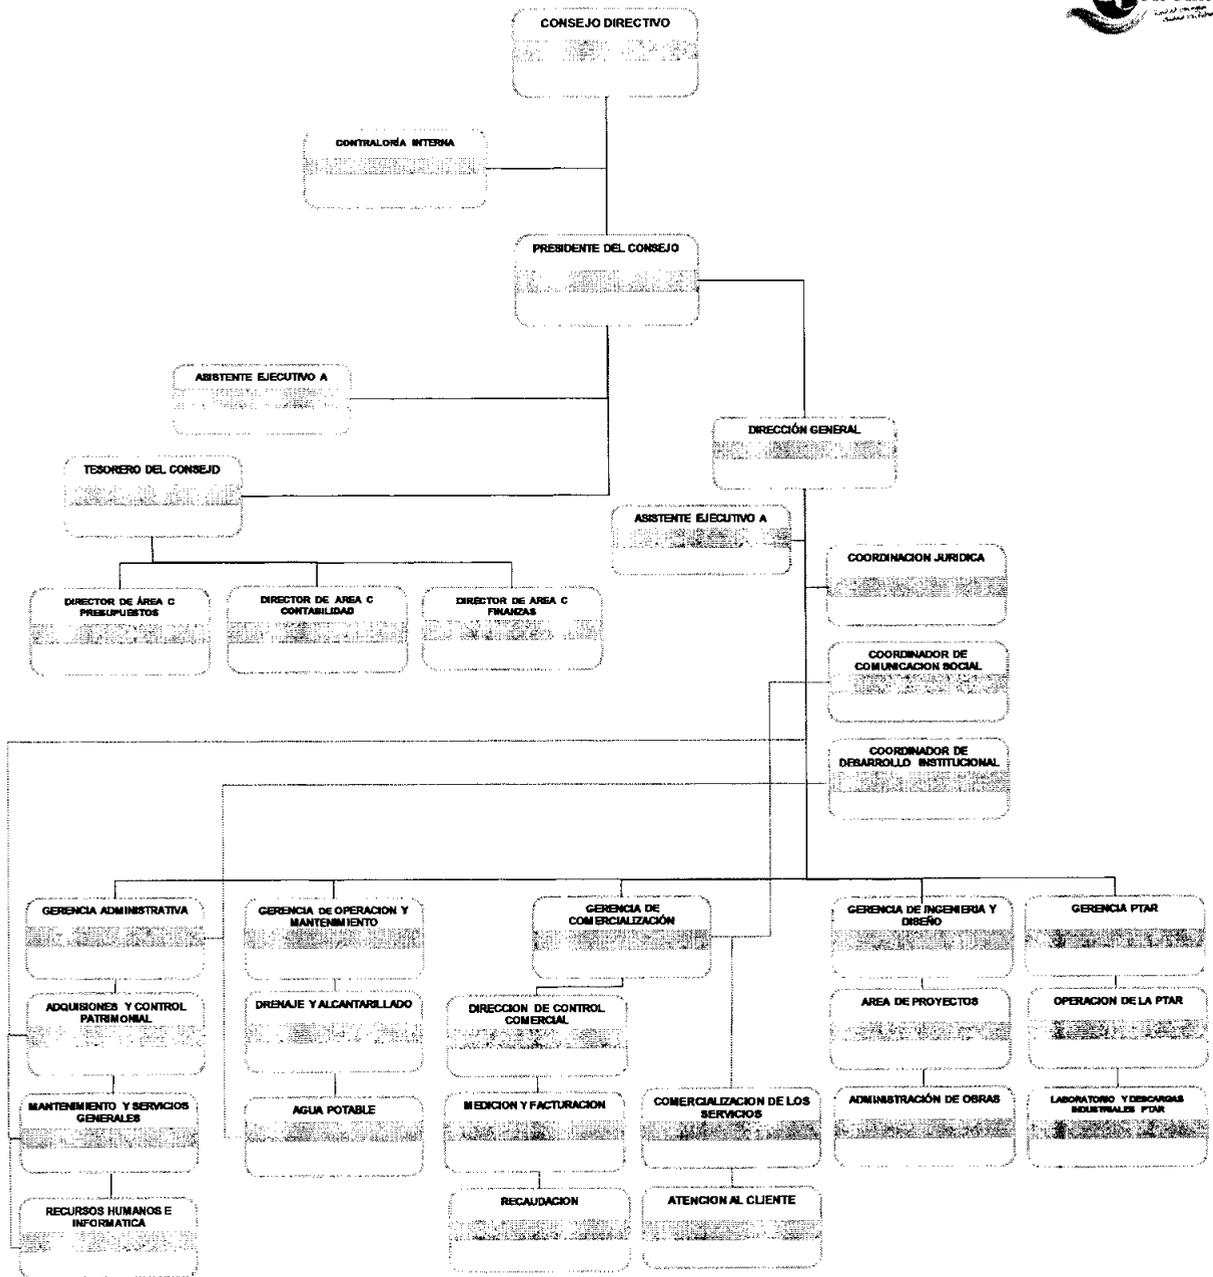 CONSEJO DIRECTIVO
CONTRALORÍA INTERNA
PRESIDENTE DEL CONSEJO
ASISTENTE EJECUTIVO A
DIRECCIÓN GENERAL
TESORERO DEL CONSEJO
ASISTENTE EJECUTIVO A
COORDINACION JURIDICA
DIRECTOR DE ÁREA C
PRESUPUESTOS
DIRECTOR DE AREA C
CONTABILIDAD
DIRECTOR DE AREA C
FINANZAS
COORDINADOR DE
COMUNICACION SOCIAL
COORDINADOR DE
DESARROLLO INSTITUCIONAL
GERENCIA ADMINISTRATIVA
GERENCIA DE OPERACION Y
MANTENIMIENTO
GERENCIA DE
COMERCIALIZACIÓN
GERENCIA DE INGENIERIA Y
DISEÑO
GERENCIA PTAR
ADQUISIONES Y CONTROL
PATRIMONIAL
DRENAJE Y ALCANTARILLADO
DIRECCION DE CONTROL
COMERCIAL
AREA DE PROYECTOS
OPERACION DE LA PTAR
MANTENIMIENTO Y SERVICIOS
GENERALES
AGUA POTABLE
MEDICION Y FACTURACION
COMERCIALIZACION DE LOS
SERVICIOS
ADMINISTRACIÓN DE OBRAS
LABORATORIO Y DESCARGAS
INDUSTRIALES PTAR
RECURSOS HUMANOS E
INFORMATICA
RECAUDACION
ATENCION AL CLIENTE